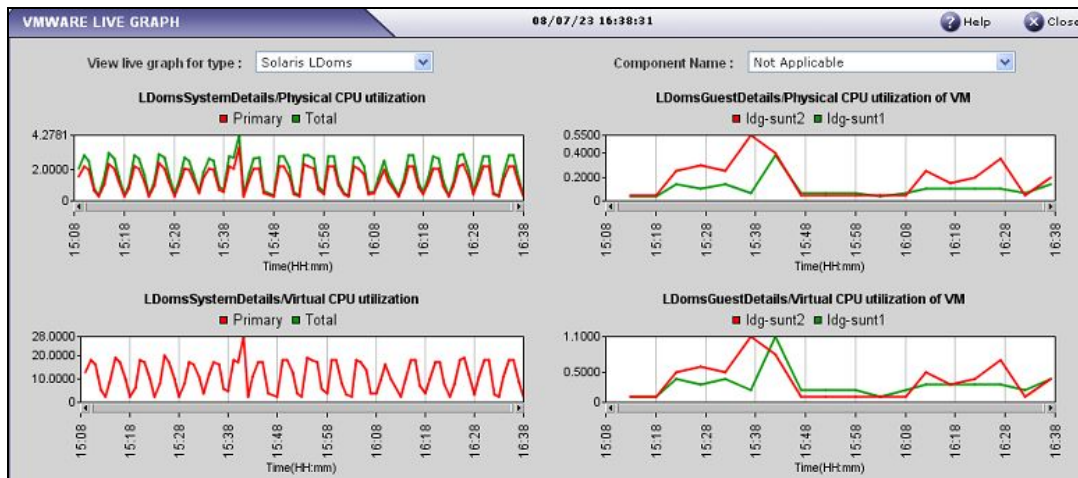 VMWARE LIVE GRAPH
08/07/23 16:38:31
Help
Close
View live graph for type :
Solaris LDoms
Component Name :
Not Applicable
LDomsSystemDetails/Physical CPU utilization
Primary Total
4.2781
2.0000
0
15:08 15:18 15:28 15:38 15:48 15:58 16:08 16:18 16:28 16:38
Time(HH:mm)
LDomsGuestDetails/Physical CPU utilization of VM
ldg-sunt2 ldg-sunt1
0.5500
0.4000
0.2000
0
15:08 15:18 15:28 15:38 15:48 15:58 16:08 16:18 16:28 16:38
Time(HH:mm)
LDomsSystemDetails/Virtual CPU utilization
Primary Total
28.0000
20.0000
10.0000
0
15:08 15:18 15:28 15:38 15:48 15:58 16:08 16:18 16:28 16:38
Time(HH:mm)
LDomsGuestDetails/Virtual CPU utilization of VM
ldg-sunt2 ldg-sunt1
1.1000
0.5000
0
15:08 15:18 15:28 15:38 15:48 15:58 16:08 16:18 16:28 16:38
Time(HH:mm)